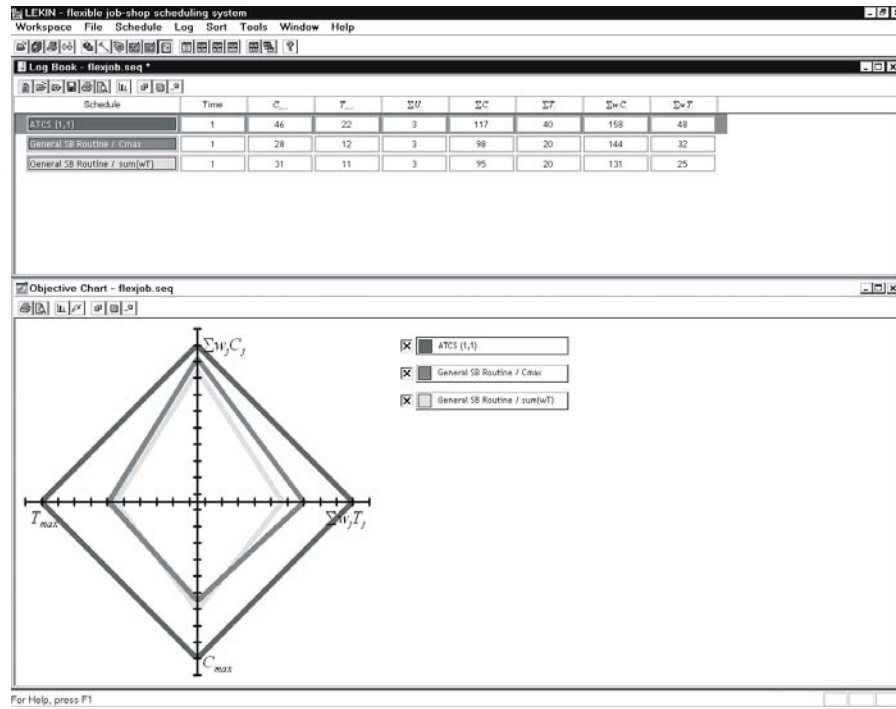 LEKIN - flexible job-shop scheduling system
Workspace File Schedule Log Sort Tools Window Help
Log Book - flexjob.seq *
Schedule Time C T ΣU ΣC ΣT ΣwC ΣwT
ATCS (1,1) 1 46 22 3 117 40 158 48
General SB Routine / Cmax 1 28 12 3 98 20 144 32
General SB Routine / sum(wT) 1 31 11 3 95 20 131 25
Objective Chart - flexjob.seq
ΣwⱼCⱼ
ATCS (1,1)
General SB Routine / Cmax
General SB Routine / sum(wT)
Tmax ΣwⱼTⱼ
Cmax
For Help, press F1